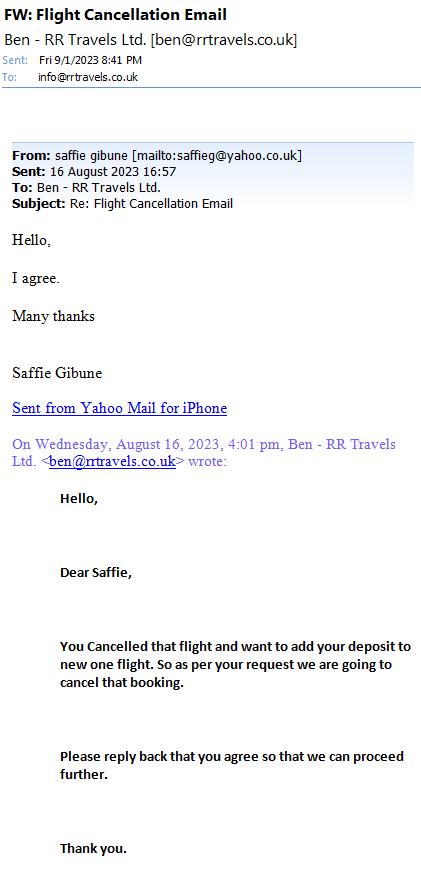 FW: Flight Cancellation Email
Ben - RR Travels Ltd. [ben@rrtravels.co.uk]
Sent: Fri 9/1/2023 8:41 PM
To: info@rrtravels.co.uk
From: saffie gibune [mailto:saffieg@yahoo.co.uk]
Sent: 16 August 2023 16:57
To: Ben - RR Travels Ltd.
Subject: Re: Flight Cancellation Email
Hello,
I agree.
Many thanks
Saffie Gibune
Sent from Yahoo Mail for iPhone
On Wednesday, August 16, 2023, 4:01 pm, Ben - RR Travels
Ltd. <ben@rrtravels.co.uk> wrote:
Hello,
Dear Saffie,
You Cancelled that flight and want to add your deposit to
new one flight. So as per your request we are going to
cancel that booking.
Please reply back that you agree so that we can proceed
further.
Thank you.